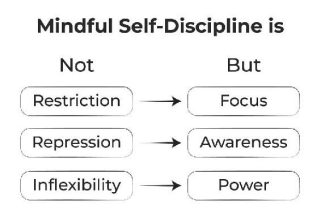 Mindful Self-Discipline is
Not But
Restriction Focus
Repression Awareness
Inflexibility Power